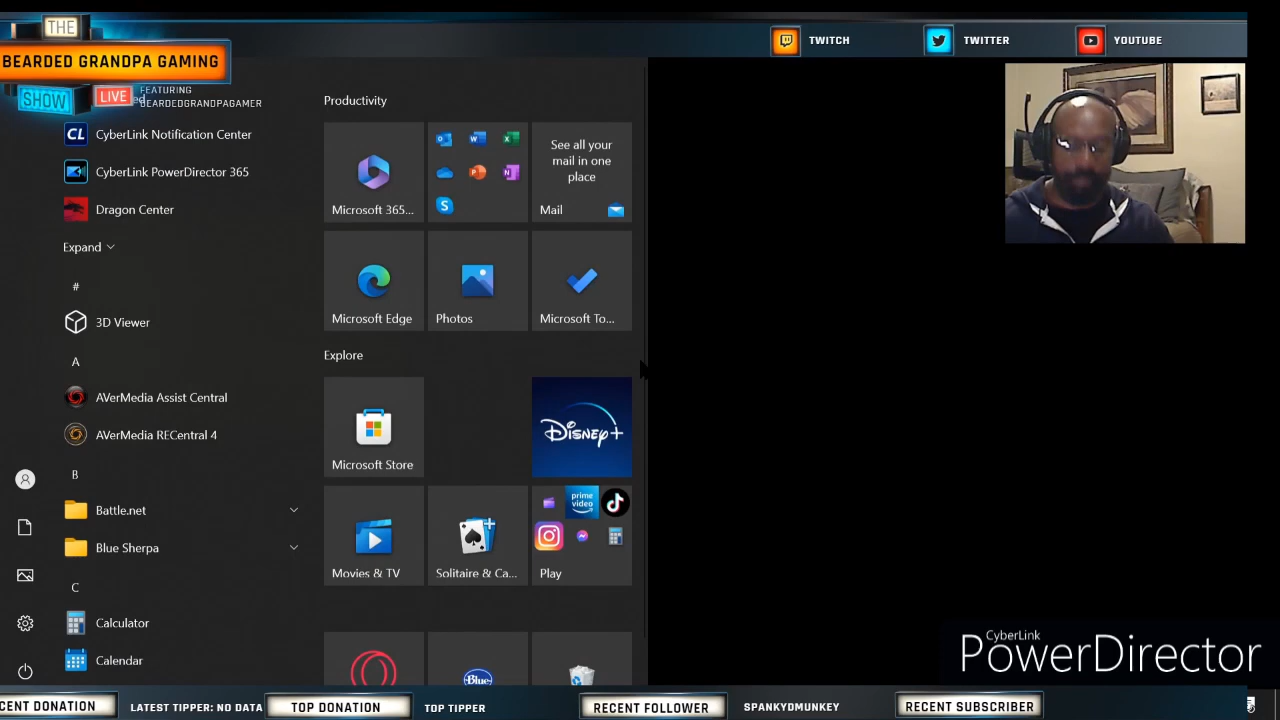 THE
BEARDED GRANDPA GAMING
SHOW
LIVE
FEATURING
BEARDEDGRANDPAGAMER
TWITCH
TWITTER
YOUTUBE
CL
CyberLink Notification Center
CyberLink PowerDirector 365
Dragon Center
Expand
#
3D Viewer
A
AVerMedia Assist Central
AVerMedia RECentral 4
B
Battle.net
Blue Sherpa
C
Calculator
Calendar
Productivity
Microsoft 365...
See all your
mail in one
place
Mail
Microsoft Edge
Photos
Microsoft To...
Explore
Microsoft Store
Disney+
Movies & TV
Solitaire & Ca...
prime
video
Play
Blue
CyberLink
PowerDirector
CENT DONATION
LATEST TIPPER: NO DATA
TOP DONATION
TOP TIPPER
RECENT FOLLOWER
SPANKYDMUNKEY
RECENT SUBSCRIBER